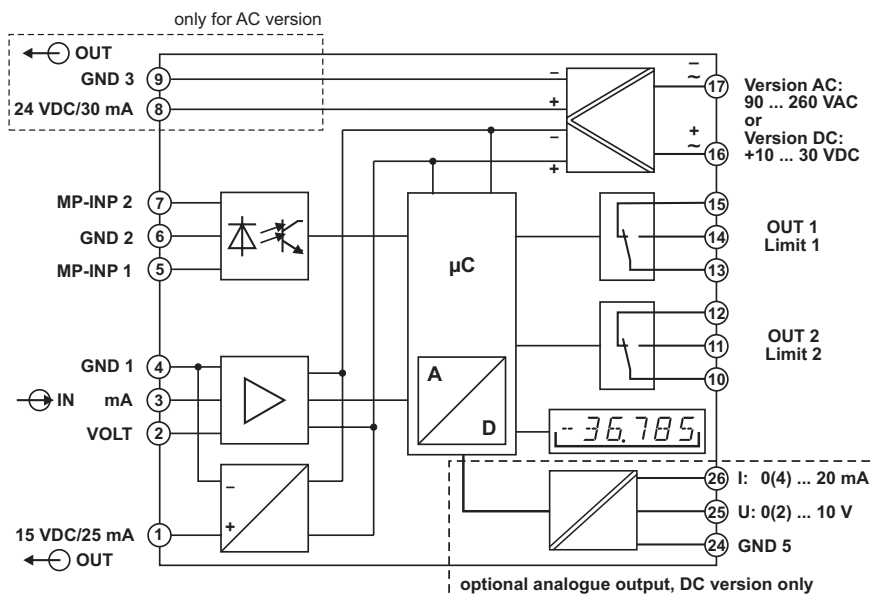 only for AC version
OUT
GND 3 9
24 VDC/30 mA 8
−
+
−
+
− ~ 17
+ ~ 16
Version AC:
90 ... 260 VAC
or
Version DC:
+10 ... 30 VDC
MP-INP 2 7
GND 2 6
MP-INP 1 5
µC
15
14
13
OUT 1
Limit 1
12
11
10
OUT 2
Limit 2
GND 1 4
IN mA 3
VOLT 2
A
D
-36.785
−
+
15 VDC/25 mA 1
OUT
26 I: 0(4) ... 20 mA
25 U: 0(2) ... 10 V
24 GND 5
optional analogue output, DC version only